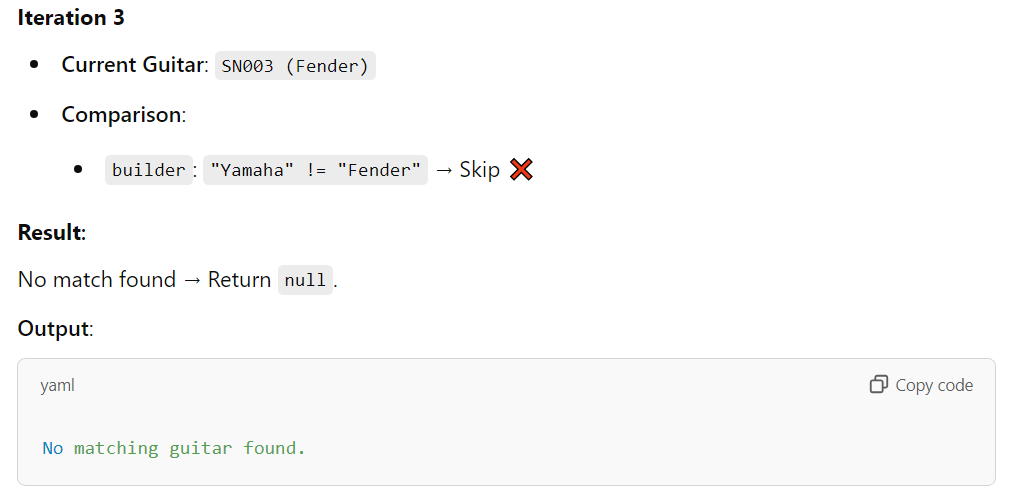 Iteration 3
Current Guitar: SN003 (Fender)
Comparison:
builder: "Yamaha" != "Fender" → Skip ❌
Result:
No match found → Return null.
Output:
yaml Copy code
No matching guitar found.